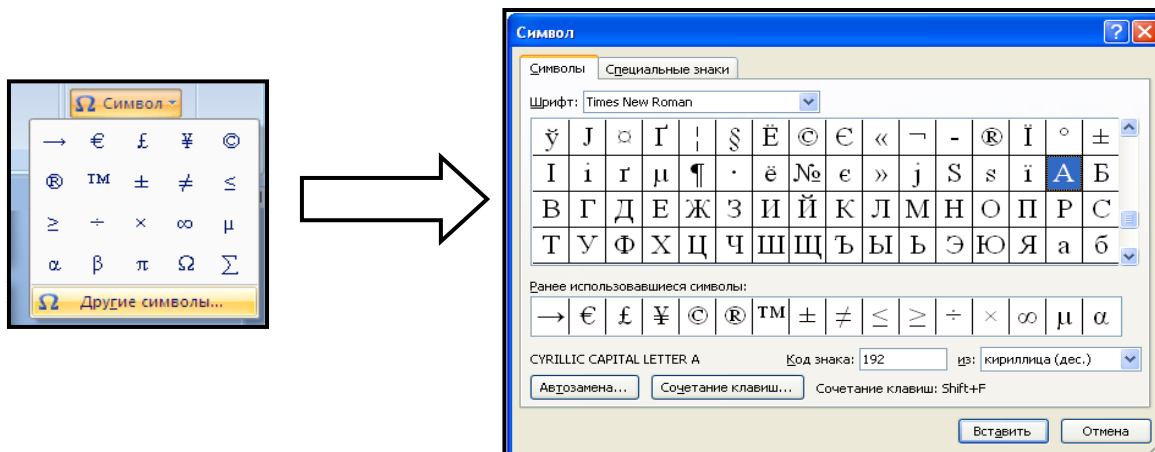 Ω Символ
→ € £ ¥ ©
® ™ ± ≠ ≤
≥ ÷ × ∞ µ
α β π Ω ∑
Ω Другие символы...
Символ
Символы Специальные знаки
Шрифт: Times New Roman
ў Ј ¤ Ґ ¦ § Ё © Є « ¬ - ® Ї ° ±
І і ґ µ ¶ · ё № є » ј Ѕ ѕ ї А Б
В Г Д Е Ж З И Й К Л М Н О П Р С
Т У Ф Х Ц Ч Ш Щ Ъ Ы Ь Э Ю Я а б
Ранее использовавшиеся символы:
→ € £ ¥ © ® ™ ± ≠ ≤ ≥ ÷ × ∞ µ α
CYRILLIC CAPITAL LETTER A Код знака: 192 из: кириллица (дес.)
Автозамена... Сочетание клавиш... Сочетание клавиш: Shift+F
Вставить Отмена